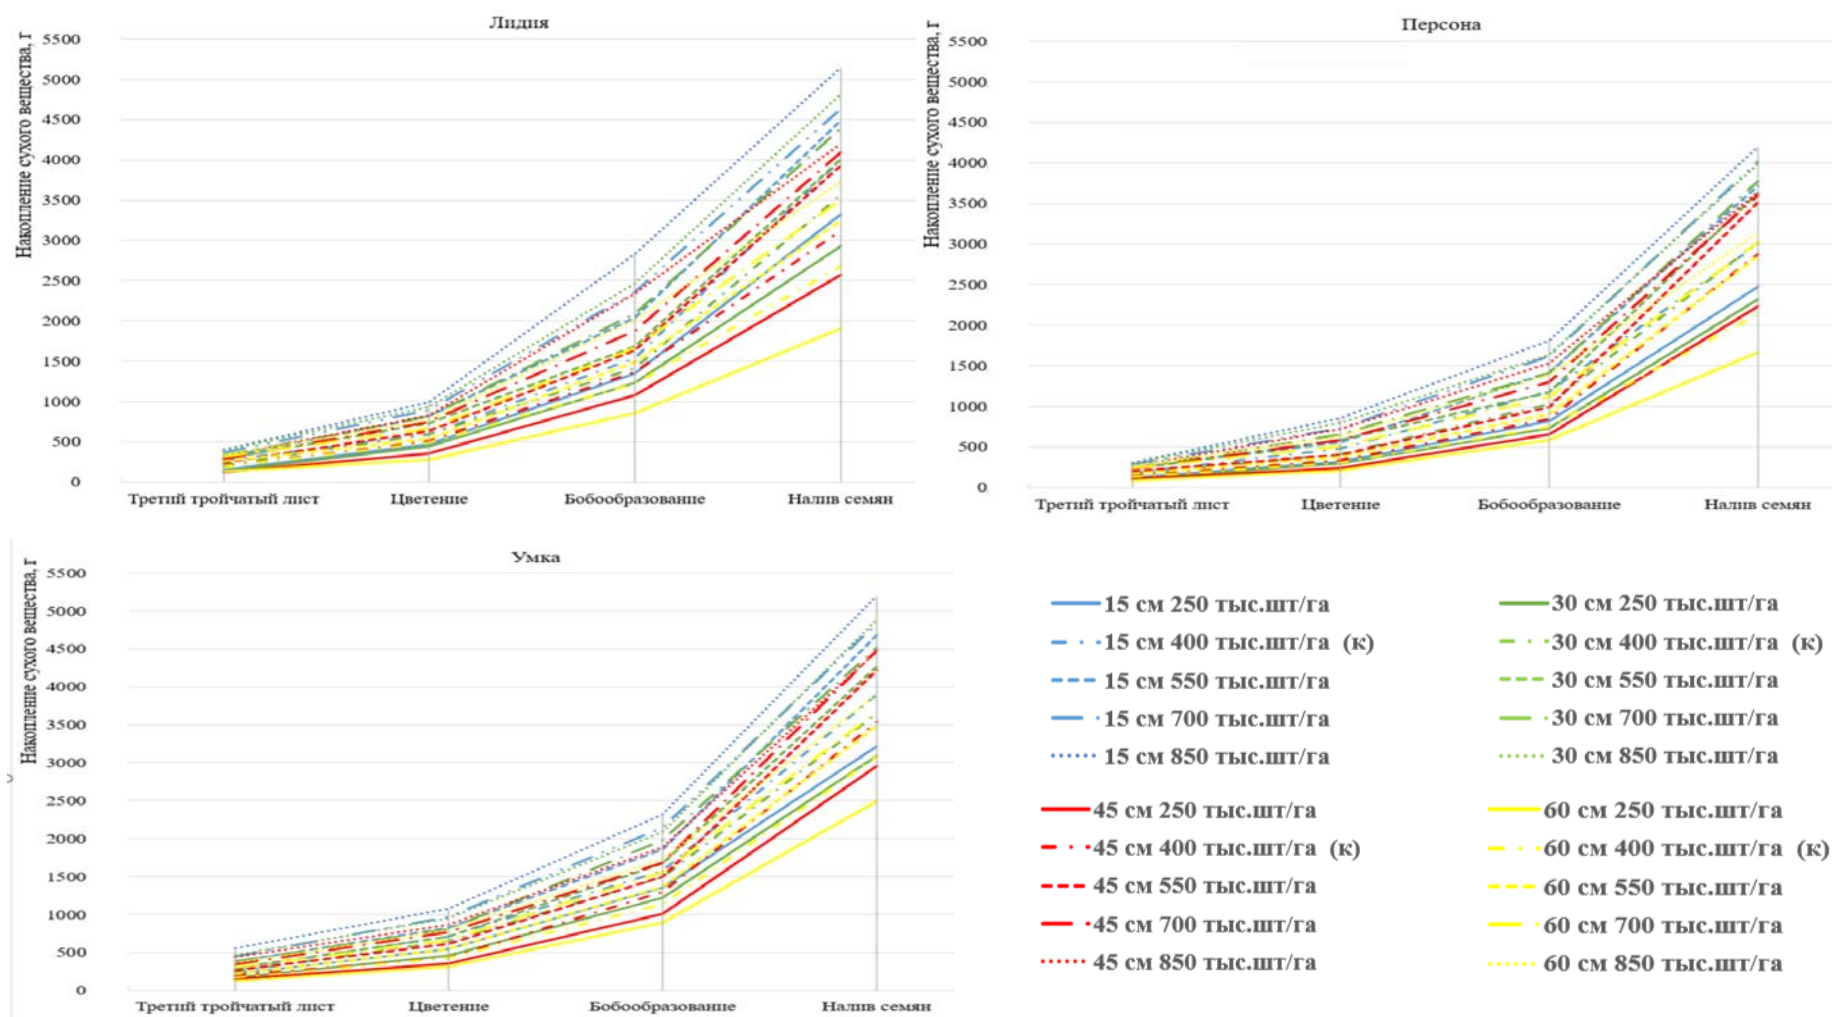 Лидия
Накопление сухого вещества, г
5500
5000
4500
4000
3500
3000
2500
2000
1500
1000
500
0
Третий тройчатый лист Цветение Бобообразование Налив семян
Персона
Накопление сухого вещества, г
5500
5000
4500
4000
3500
3000
2500
2000
1500
1000
500
0
Третий тройчатый лист Цветение Бобообразование Налив семян
Умка
Накопление сухого вещества, г
5500
5000
4500
4000
3500
3000
2500
2000
1500
1000
500
0
Третий тройчатый лист Цветение Бобообразование Налив семян
15 см 250 тыс.шт/га
15 см 400 тыс.шт/га (к)
15 см 550 тыс.шт/га
15 см 700 тыс.шт/га
15 см 850 тыс.шт/га
30 см 250 тыс.шт/га
30 см 400 тыс.шт/га (к)
30 см 550 тыс.шт/га
30 см 700 тыс.шт/га
30 см 850 тыс.шт/га
45 см 250 тыс.шт/га
45 см 400 тыс.шт/га (к)
45 см 550 тыс.шт/га
45 см 700 тыс.шт/га
45 см 850 тыс.шт/га
60 см 250 тыс.шт/га
60 см 400 тыс.шт/га (к)
60 см 550 тыс.шт/га
60 см 700 тыс.шт/га
60 см 850 тыс.шт/га